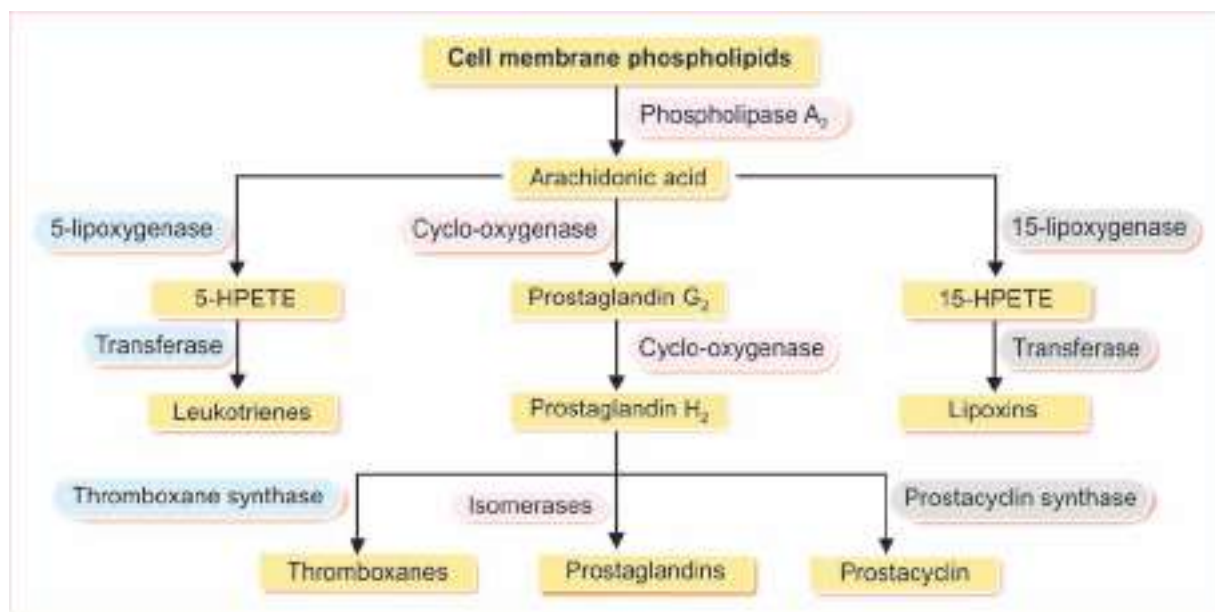 Cell membrane phospholipids
Phospholipase A₂
Arachidonic acid
5-lipoxygenase
Cyclo-oxygenase
15-lipoxygenase
5-HPETE
Prostaglandin G₂
15-HPETE
Transferase
Cyclo-oxygenase
Transferase
Leukotrienes
Prostaglandin H₂
Lipoxins
Thromboxane synthase
Isomerases
Prostacyclin synthase
Thromboxanes
Prostaglandins
Prostacyclin